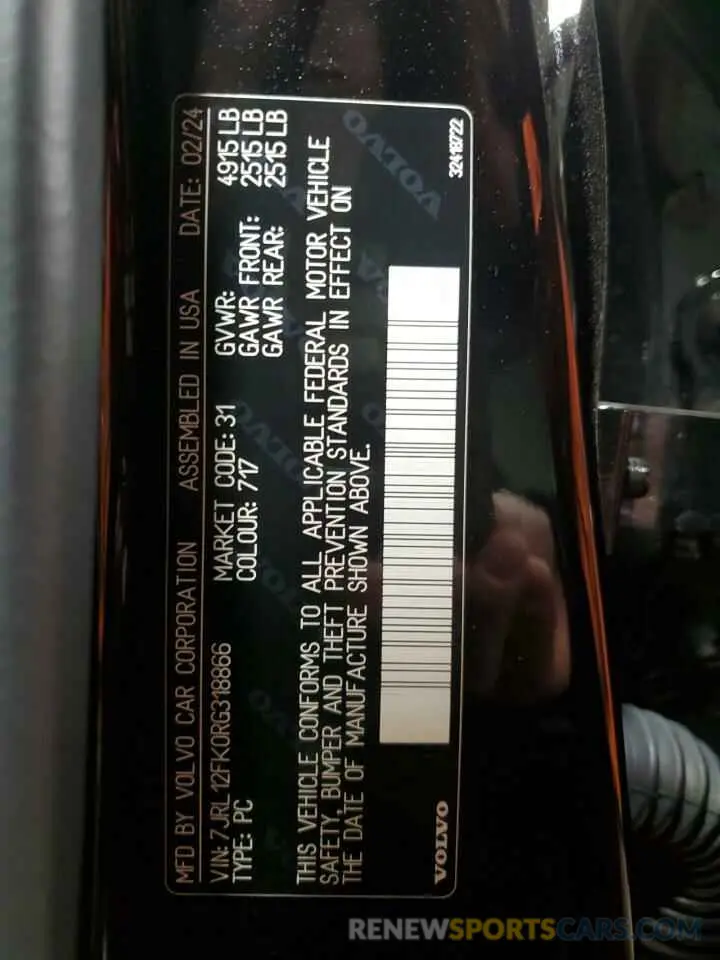 MFD BY VOLVO CAR CORPORATION ASSEMBLED IN USA DATE: 02/24
VIN: 7JRL12FK0RG318866 MARKET CODE: 31 GVWR: 4915 LB
TYPE: PC COLOUR: 717 GAWR FRONT: 2515 LB
GAWR REAR: 2515 LB
THIS VEHICLE CONFORMS TO ALL APPLICABLE FEDERAL MOTOR VEHICLE
SAFETY, BUMPER AND THEFT PREVENTION STANDARDS IN EFFECT ON
THE DATE OF MANUFACTURE SHOWN ABOVE.
VOLVO 32418722
VOLVO
VOLVO
VOLVO
RENEWSPORTSCARS.COM